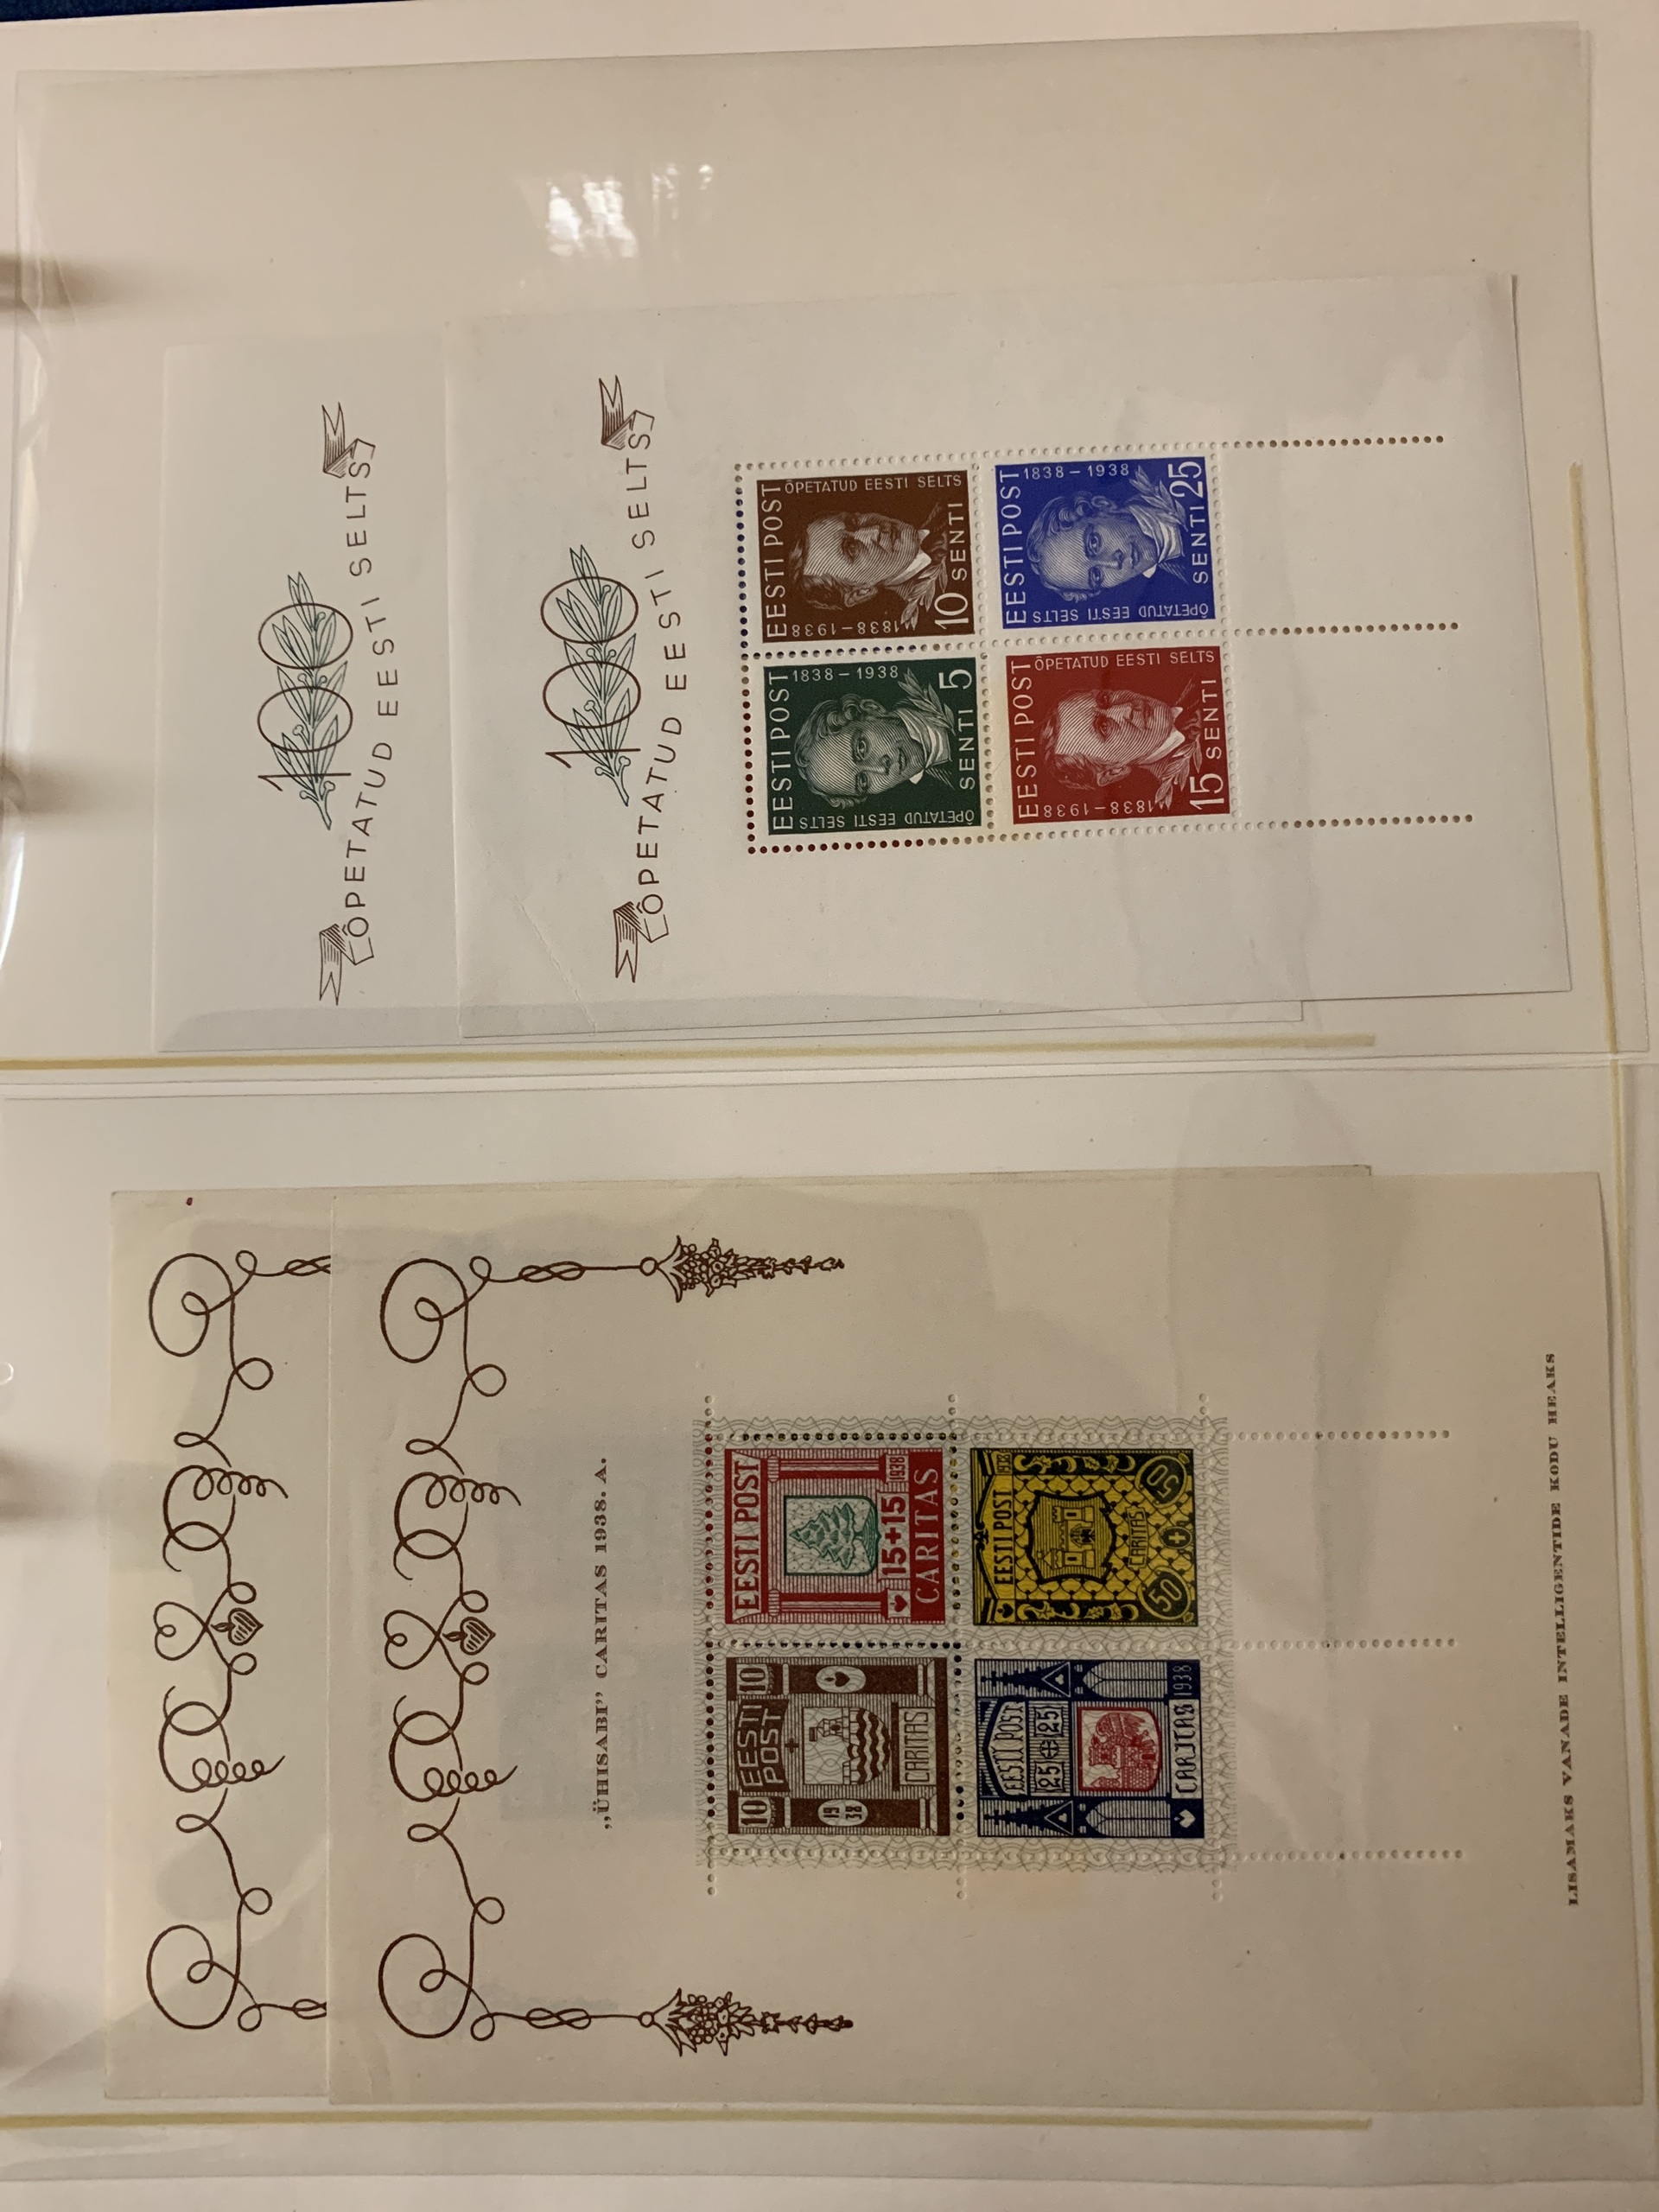 „ÜHISABI” CARITAS 1938. A.
10 EESTI 10
POST
+
19
38
CARITAS
EESTI POST
15+15 1938
CARITAS
EESTI POST
25 25
1938
CARITAS
1938
EESTI POST
CARITAS
50 + 50
LISAMAKS VANADE INTELLIGENTIDE KODU HEAKS
100
ÕPETATUD EESTI SELTS
100
ÕPETATUD EESTI SELTS
EESTI POST
ÕPETATUD EESTI SELTS
1838–1938
SENTI 5
EESTI POST
1838–1938
ÕPETATUD EESTI SELTS
10 SENTI
EESTI POST
1838–1938
ÕPETATUD EESTI SELTS
15 SENTI
EESTI POST
ÕPETATUD EESTI SELTS
1838–1938
SENTI 25